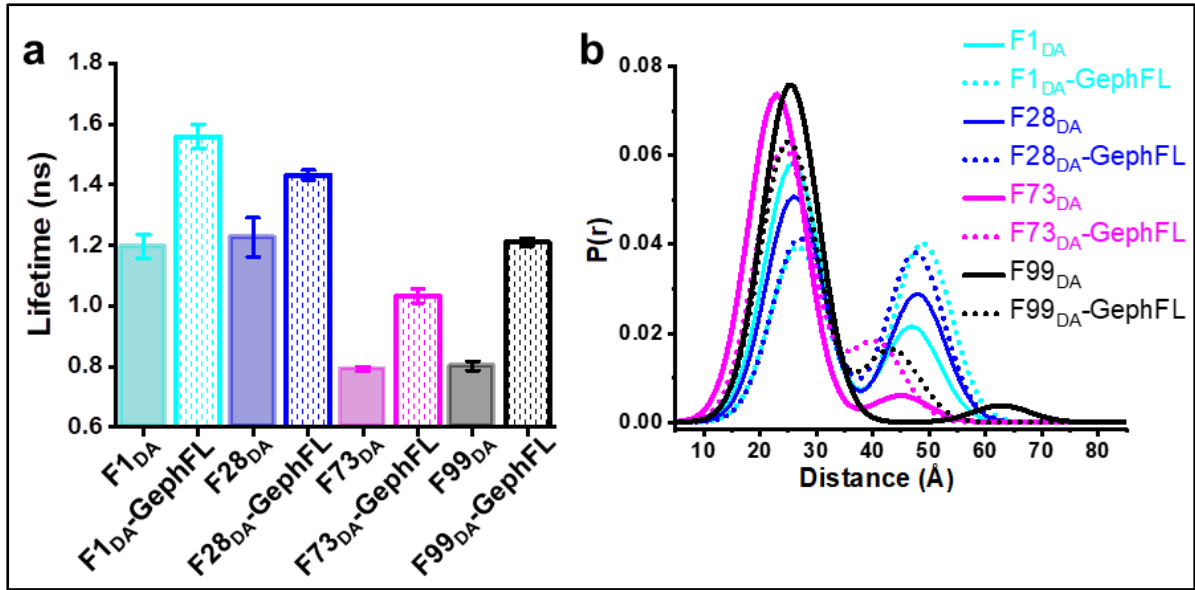 a
1.8
1.6
1.4
1.2
1.0
0.8
0.6
Lifetime (ns)
F1DA
F1DA-GephFL
F28DA
F28DA-GephFL
F73DA
F73DA-GephFL
F99DA
F99DA-GephFL
b
0.08
0.06
0.04
0.02
0.00
P(r)
10 20 30 40 50 60 70 80
Distance (Å)
F1DA
F1DA-GephFL
F28DA
F28DA-GephFL
F73DA
F73DA-GephFL
F99DA
F99DA-GephFL